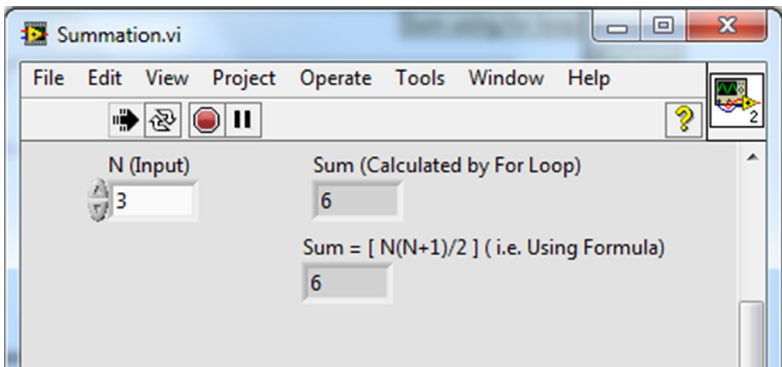 Summation.vi
File Edit View Project Operate Tools Window Help
2
N (Input)
3
Sum (Calculated by For Loop)
6
Sum = [ N(N+1)/2 ] ( i.e. Using Formula)
6